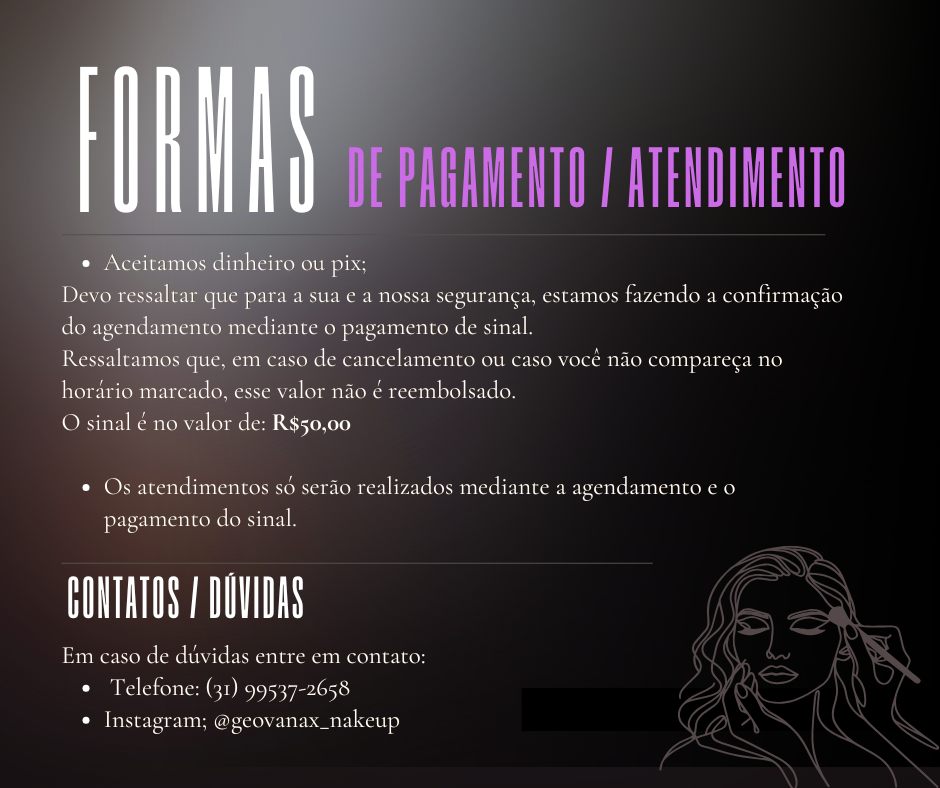 FORMAS DE PAGAMENTO / ATENDIMENTO
• Aceitamos dinheiro ou pix;
Devo ressaltar que para a sua e a nossa segurança, estamos fazendo a confirmação
do agendamento mediante o pagamento de sinal.
Ressaltamos que, em caso de cancelamento ou caso você não compareça no
horário marcado, esse valor não é reembolsado.
O sinal é no valor de: R$50,00
• Os atendimentos só serão realizados mediante a agendamento e o
pagamento do sinal.
CONTATOS / DÚVIDAS
Em caso de dúvidas entre em contato:
• Telefone: (31) 99537-2658
• Instagram; @geovanax_nakeup